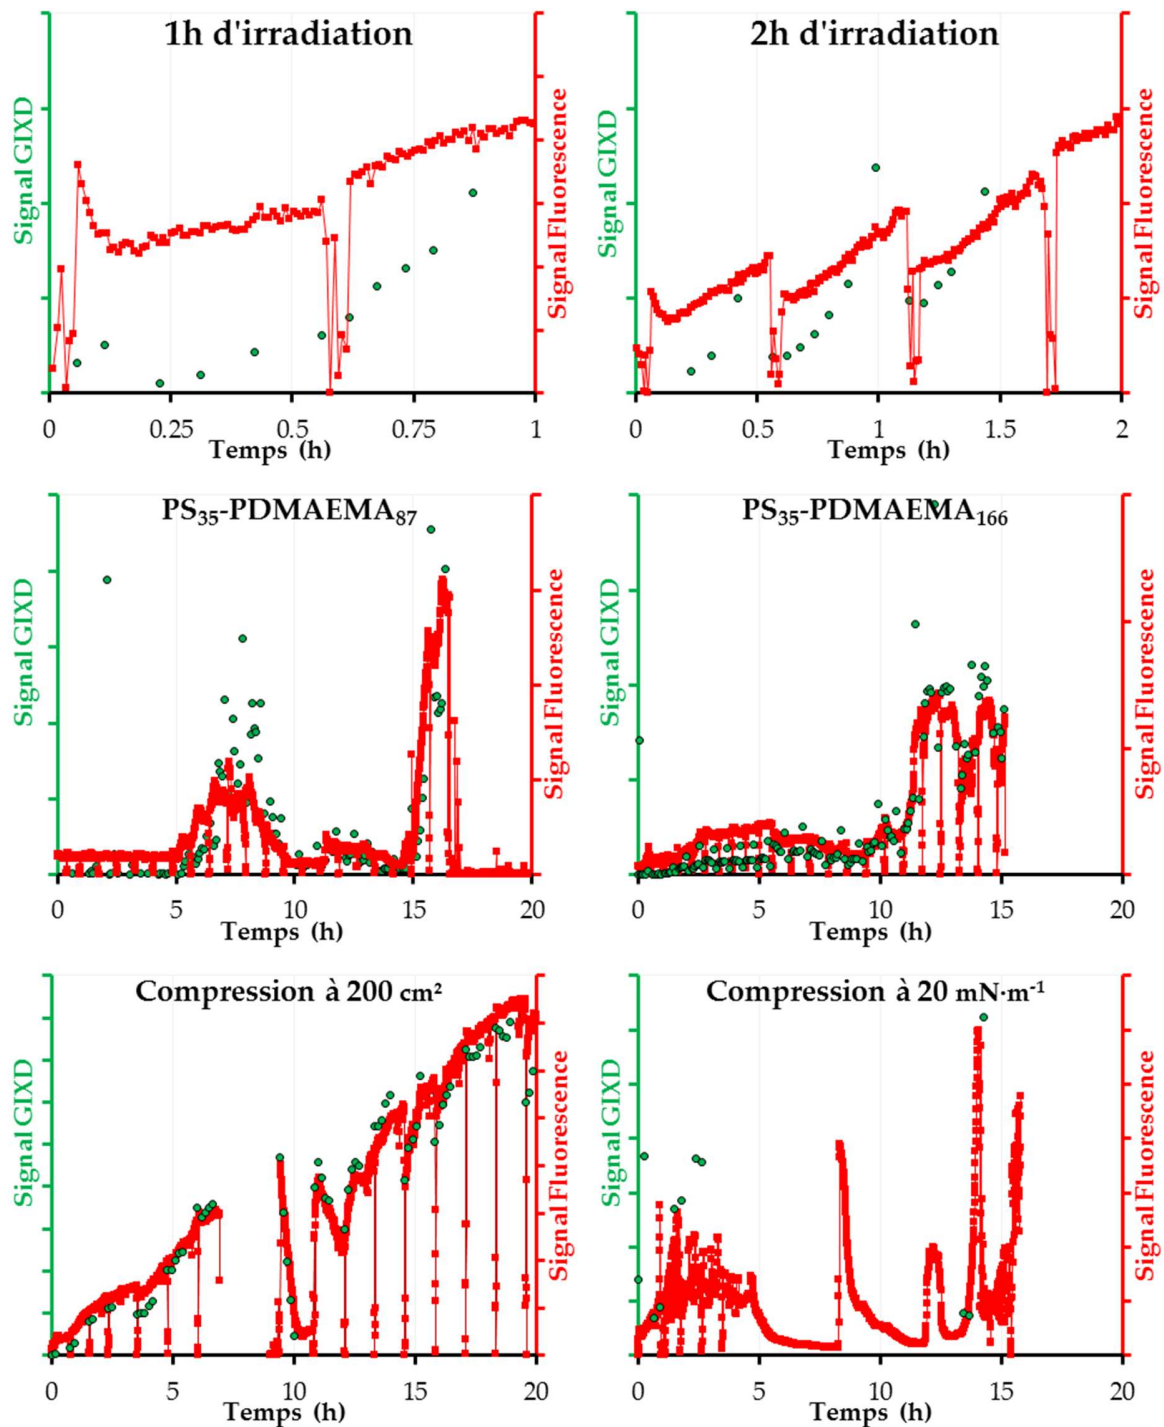 1h d'irradiation
Signal GIXD
Signal Fluorescence
0 0.25 0.5 0.75 1
Temps (h)
2h d'irradiation
Signal GIXD
Signal Fluorescence
0 0.5 1 1.5 2
Temps (h)
PS₃₅-PDMAEMA₈₇
Signal GIXD
Signal Fluorescence
0 5 10 15 20
Temps (h)
PS₃₅-PDMAEMA₁₆₆
Signal GIXD
Signal Fluorescence
0 5 10 15 20
Temps (h)
Compression à 200 cm²
Signal GIXD
Signal Fluorescence
0 5 10 15 20
Temps (h)
Compression à 20 mN·m⁻¹
Signal GIXD
Signal Fluorescence
0 5 10 15 20
Temps (h)